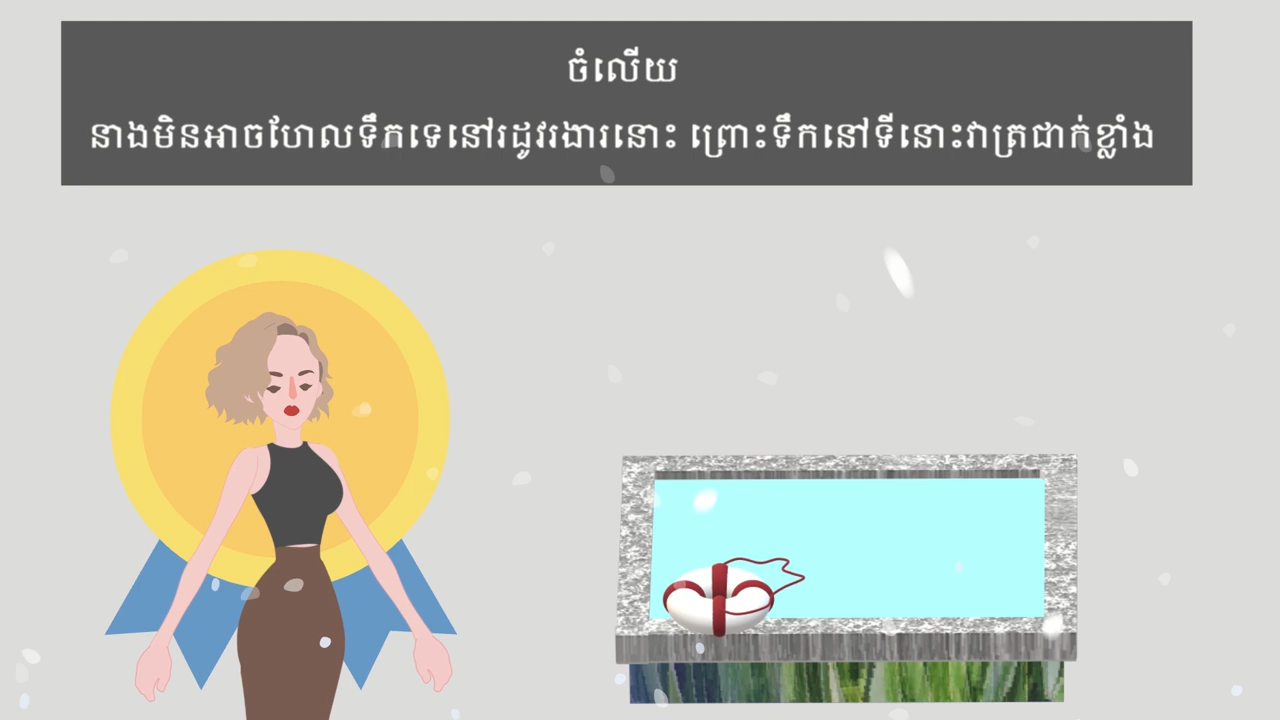 ចំលើយ
នាងមិនអាចហែលទឹកទេនៅរដូវរងារនោះ ព្រោះទឹកនៅទីនោះវាត្រជាក់ខ្លាំង